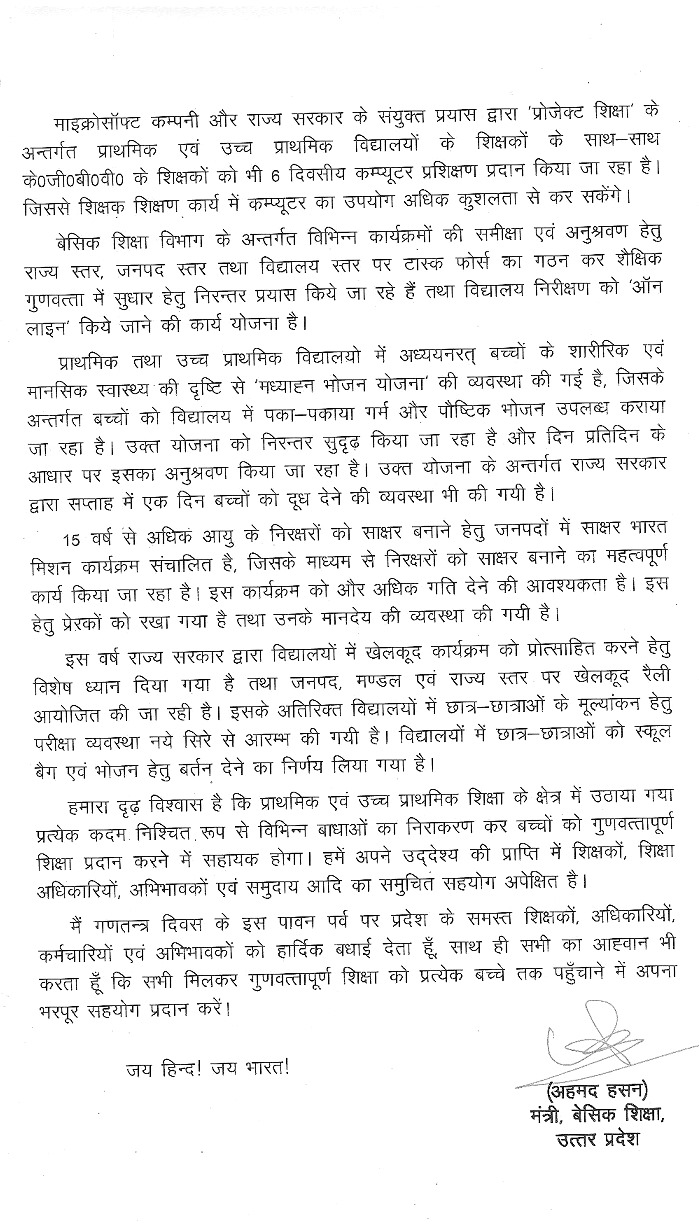 माइक्रोसॉफ्ट कम्पनी और राज्य सरकार के संयुक्त प्रयास द्वारा 'प्रोजेक्ट शिक्षा' के
अन्तर्गत प्राथमिक एवं उच्च प्राथमिक विद्यालयों के शिक्षकों के साथ–साथ
के0जी0बी0वी0 के शिक्षकों को भी 6 दिवसीय कम्प्यूटर प्रशिक्षण प्रदान किया जा रहा है।
जिससे शिक्षक शिक्षण कार्य में कम्प्यूटर का उपयोग अधिक कुशलता से कर सकेंगे।
बेसिक शिक्षा विभाग के अन्तर्गत विभिन्न कार्यक्रमों की समीक्षा एवं अनुश्रवण हेतु
राज्य स्तर, जनपद स्तर तथा विद्यालय स्तर पर टास्क फोर्स का गठन कर शैक्षिक
गुणवत्ता में सुधार हेतु निरन्तर प्रयास किये जा रहे हैं तथा विद्यालय निरीक्षण को 'ऑन
लाइन' किये जाने की कार्य योजना है।
प्राथमिक तथा उच्च प्राथमिक विद्यालयो में अध्ययनरत् बच्चों के शारीरिक एवं
मानसिक स्वास्थ्य की दृष्टि से 'मध्याह्न भोजन योजना' की व्यवस्था की गई है, जिसके
अन्तर्गत बच्चों को विद्यालय में पका–पकाया गर्म और पौष्टिक भोजन उपलब्ध कराया
जा रहा है। उक्त योजना को निरन्तर सुदृढ़ किया जा रहा है और दिन प्रतिदिन के
आधार पर इसका अनुश्रवण किया जा रहा है। उक्त योजना के अन्तर्गत राज्य सरकार
द्वारा सप्ताह में एक दिन बच्चों को दूध देने की व्यवस्था भी की गयी है।
15 वर्ष से अधिक आयु के निरक्षरों को साक्षर बनाने हेतु जनपदों में साक्षर भारत
मिशन कार्यक्रम संचालित है, जिसके माध्यम से निरक्षरों को साक्षर बनाने का महत्वपूर्ण
कार्य किया जा रहा है। इस कार्यक्रम को और अधिक गति देने की आवश्यकता है। इस
हेतु प्रेरकों को रखा गया है तथा उनके मानदेय की व्यवस्था की गयी है।
इस वर्ष राज्य सरकार द्वारा विद्यालयों में खेलकूद कार्यक्रम को प्रोत्साहित करने हेतु
विशेष ध्यान दिया गया है तथा जनपद, मण्डल एवं राज्य स्तर पर खेलकूद रैली
आयोजित की जा रही है। इसके अतिरिक्त विद्यालयों में छात्र–छात्राओं के मूल्यांकन हेतु
परीक्षा व्यवस्था नये सिरे से आरम्भ की गयी है। विद्यालयों में छात्र–छात्राओं को स्कूल
बैग एवं भोजन हेतु बर्तन देने का निर्णय लिया गया है।
हमारा दृढ़ विश्वास है कि प्राथमिक एवं उच्च प्राथमिक शिक्षा के क्षेत्र में उठाया गया
प्रत्येक कदम निश्चित रूप से विभिन्न बाधाओं का निराकरण कर बच्चों को गुणवत्तापूर्ण
शिक्षा प्रदान करने में सहायक होगा। हमें अपने उद्देश्य की प्राप्ति में शिक्षकों, शिक्षा
अधिकारियों, अभिभावकों एवं समुदाय आदि का समुचित सहयोग अपेक्षित है।
मैं गणतन्त्र दिवस के इस पावन पर्व पर प्रदेश के समस्त शिक्षकों, अधिकारियों,
कर्मचारियों एवं अभिभावकों को हार्दिक बधाई देता हूँ, साथ ही सभी का आह्वान भी
करता हूँ कि सभी मिलकर गुणवत्तापूर्ण शिक्षा को प्रत्येक बच्चे तक पहुँचाने में अपना
भरपूर सहयोग प्रदान करें।
जय हिन्द! जय भारत!
(अहमद हसन)
मंत्री, बेसिक शिक्षा,
उत्तर प्रदेश